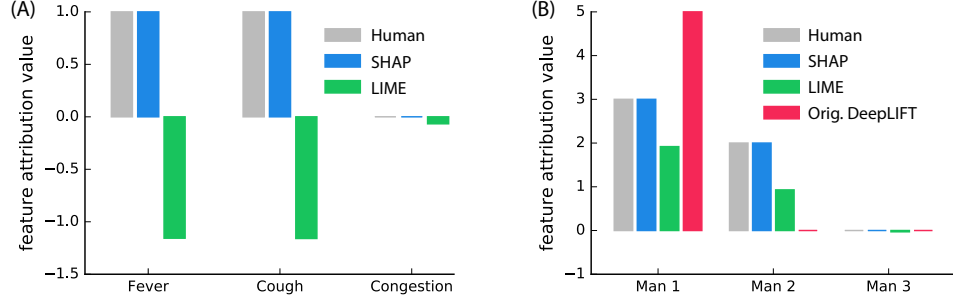 (A)
feature attribution value
1.0
0.5
0.0
−0.5
−1.0
−1.5
Human
SHAP
LIME
Fever
Cough
Congestion
(B)
feature attribution value
5
4
3
2
1
0
−1
Human
SHAP
LIME
Orig. DeepLIFT
Man 1
Man 2
Man 3